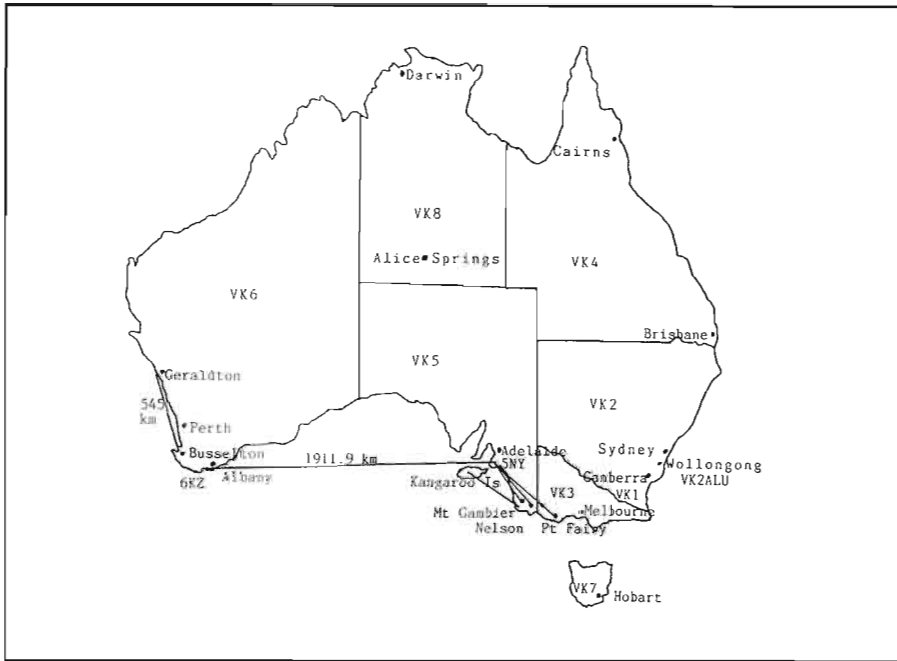 Darwin
Cairns
VK8
Alice Springs
VK4
VK6
Brisbane
VK5
Geraldton
VK2
545
km
Perth
Busselton
Adelaide
Sydney
1911.9 km
5NY
Wollongong
6KZ
Albany
Kangaroo Is
Canberra
VK2ALU
VK3
VK1
Mt Gambier
Melbourne
Nelson
Pt Fairy
VK7
Hobart